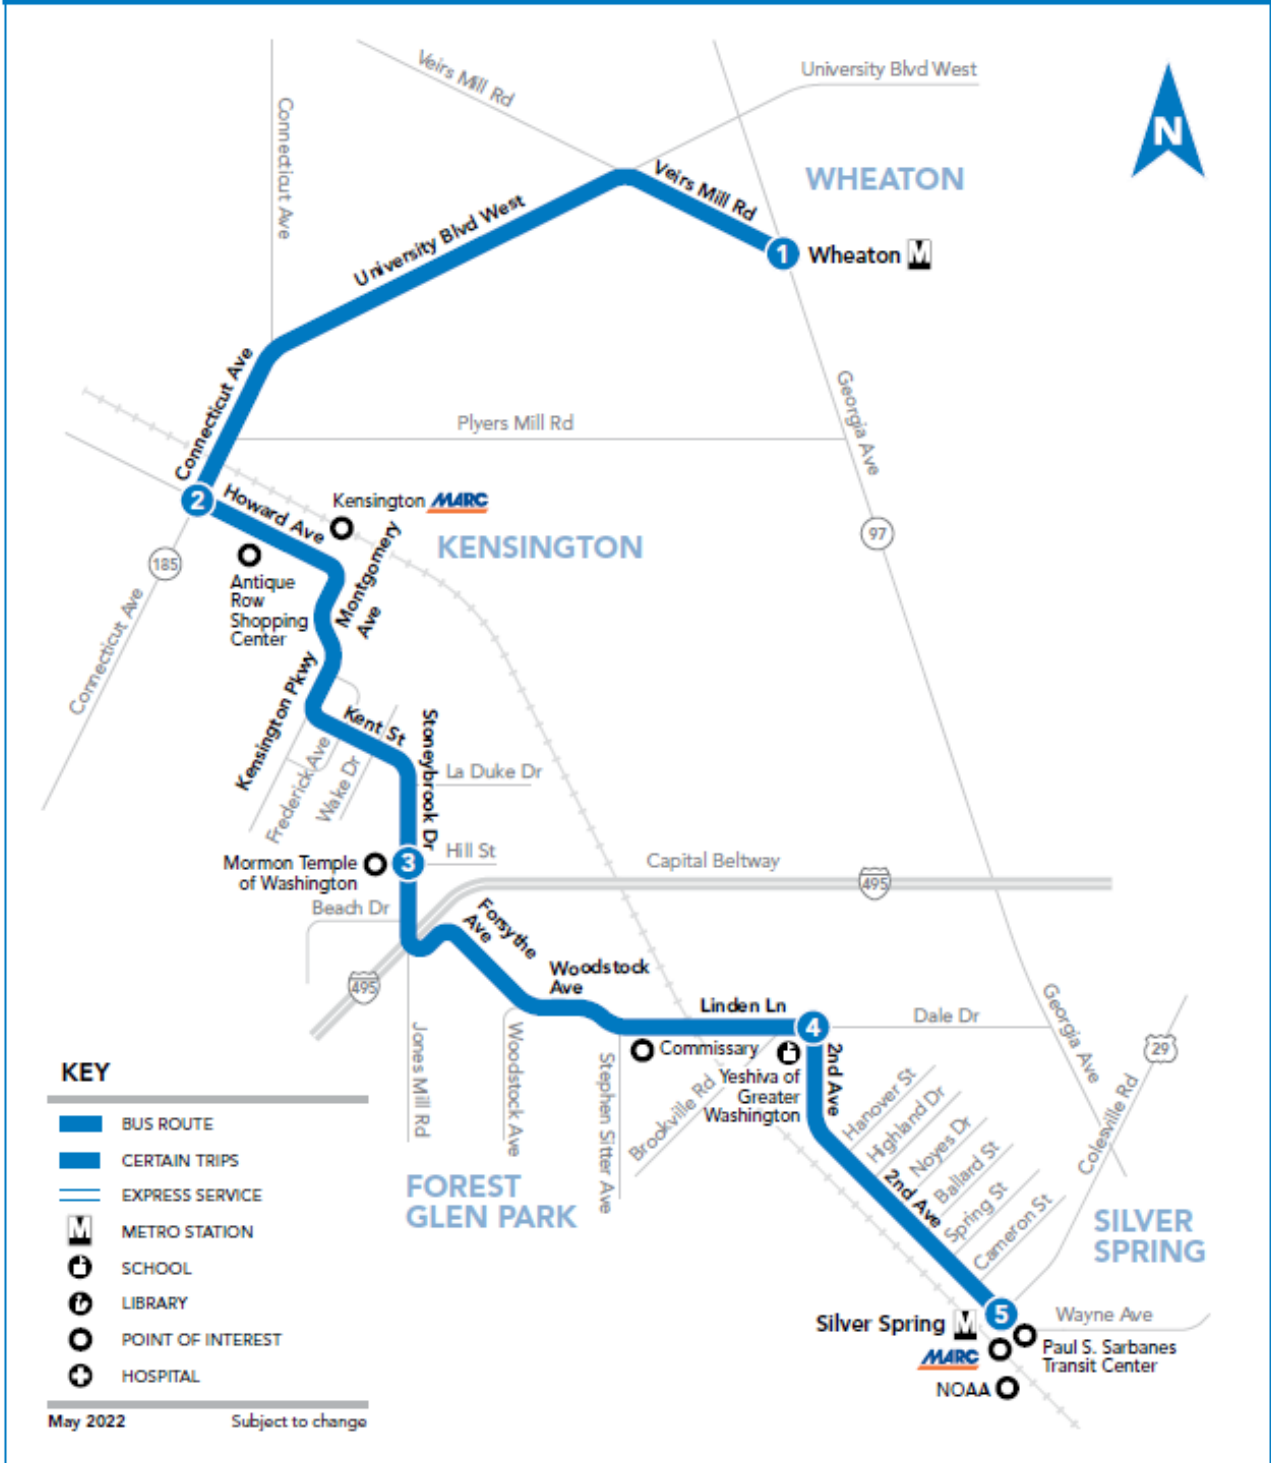 Veirs Mill Rd
University Blvd West
Connecticut Ave
N
WHEATON
Veirs Mill Rd
University Blvd West
1
Wheaton M
Connecticut Ave
Georgia Ave
Plyers Mill Rd
2
Howard Ave
Kensington MARC
97
KENSINGTON
185
Antique
Row
Shopping
Center
Montgomery
Ave
Connecticut Ave
Kensington Pkwy
Kent St
Stoneybrook Dr
Frederick Ave
Wake Dr
La Duke Dr
Hill St
Mormon Temple
of Washington
3
Capital Beltway
495
Beach Dr
Forsythe
Ave
495
Woodstock
Ave
Linden Ln
4
Dale Dr
Georgia Ave
29
Jones Mill Rd
Woodstock Ave
Stephen Sitter Ave
Commissary
Yeshiva of
Greater
Washington
2nd Ave
Brookville Rd
Hanover St
Highland Dr
Noyes Dr
Ballard St
Spring St
Cameron St
2nd Ave
Colesville Rd
FOREST
GLEN PARK
SILVER
SPRING
5
Silver Spring M
MARC
Wayne Ave
Paul S. Sarbanes
Transit Center
NOAA
KEY
BUS ROUTE
CERTAIN TRIPS
EXPRESS SERVICE
M METRO STATION
SCHOOL
LIBRARY
POINT OF INTEREST
HOSPITAL
May 2022 Subject to change